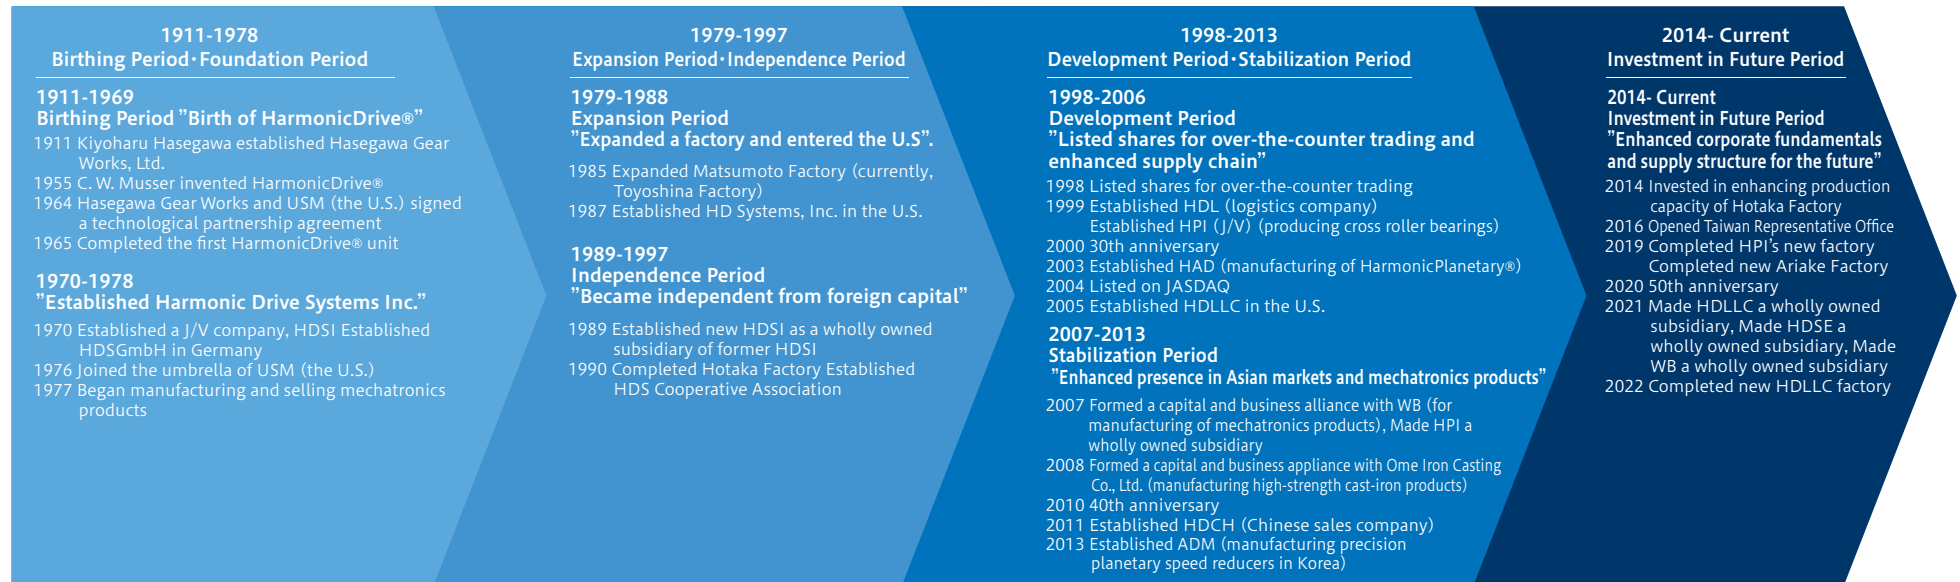 1911-1978
Birthing Period・Foundation Period
1911-1969
Birthing Period ”Birth of HarmonicDrive®”
1911 Kiyoharu Hasegawa established Hasegawa Gear
Works, Ltd.
1955 C. W. Musser invented HarmonicDrive®
1964 Hasegawa Gear Works and USM (the U.S.) signed
a technological partnership agreement
1965 Completed the first HarmonicDrive® unit
1970-1978
”Established Harmonic Drive Systems Inc.”
1970 Established a J/V company, HDSI Established
HDSGmbH in Germany
1976 Joined the umbrella of USM (the U.S.)
1977 Began manufacturing and selling mechatronics
products
1979-1997
Expansion Period・Independence Period
1979-1988
Expansion Period
”Expanded a factory and entered the U.S”.
1985 Expanded Matsumoto Factory (currently,
Toyoshina Factory)
1987 Established HD Systems, Inc. in the U.S.
1989-1997
Independence Period
”Became independent from foreign capital”
1989 Established new HDSI as a wholly owned
subsidiary of former HDSI
1990 Completed Hotaka Factory Established
HDS Cooperative Association
1998-2013
Development Period・Stabilization Period
1998-2006
Development Period
”Listed shares for over-the-counter trading and
enhanced supply chain”
1998 Listed shares for over-the-counter trading
1999 Established HDL (logistics company)
Established HPI (J/V) (producing cross roller bearings)
2000 30th anniversary
2003 Established HAD (manufacturing of HarmonicPlanetary®)
2004 Listed on JASDAQ
2005 Established HDLLC in the U.S.
2007-2013
Stabilization Period
”Enhanced presence in Asian markets and mechatronics products”
2007 Formed a capital and business alliance with WB (for
manufacturing of mechatronics products), Made HPI a
wholly owned subsidiary
2008 Formed a capital and business appliance with Ome Iron Casting
Co., Ltd. (manufacturing high-strength cast-iron products)
2010 40th anniversary
2011 Established HDCH (Chinese sales company)
2013 Established ADM (manufacturing precision
planetary speed reducers in Korea)
2014- Current
Investment in Future Period
2014- Current
Investment in Future Period
”Enhanced corporate fundamentals
and supply structure for the future”
2014 Invested in enhancing production
capacity of Hotaka Factory
2016 Opened Taiwan Representative Office
2019 Completed HPI’s new factory
Completed new Ariake Factory
2020 50th anniversary
2021 Made HDLLC a wholly owned
subsidiary, Made HDSE a
wholly owned subsidiary, Made
WB a wholly owned subsidiary
2022 Completed new HDLLC factory